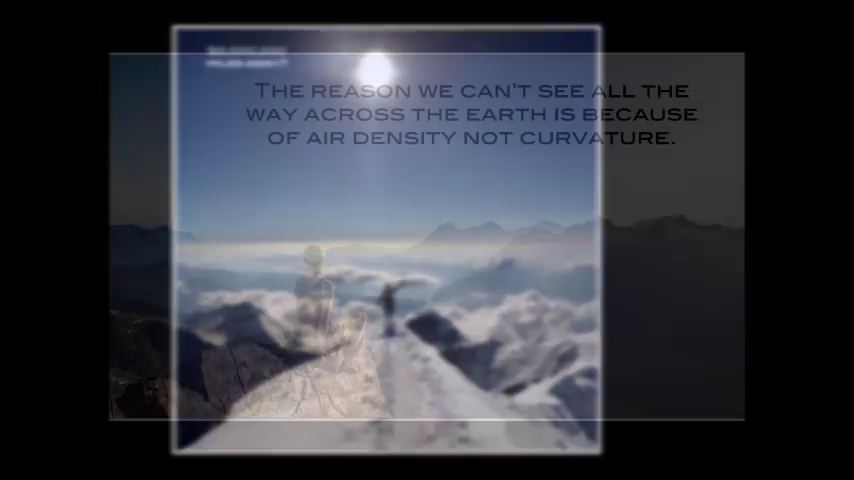 THE REASON WE CAN'T SEE ALL THE
WAY ACROSS THE EARTH IS BECAUSE
OF AIR DENSITY NOT CURVATURE.